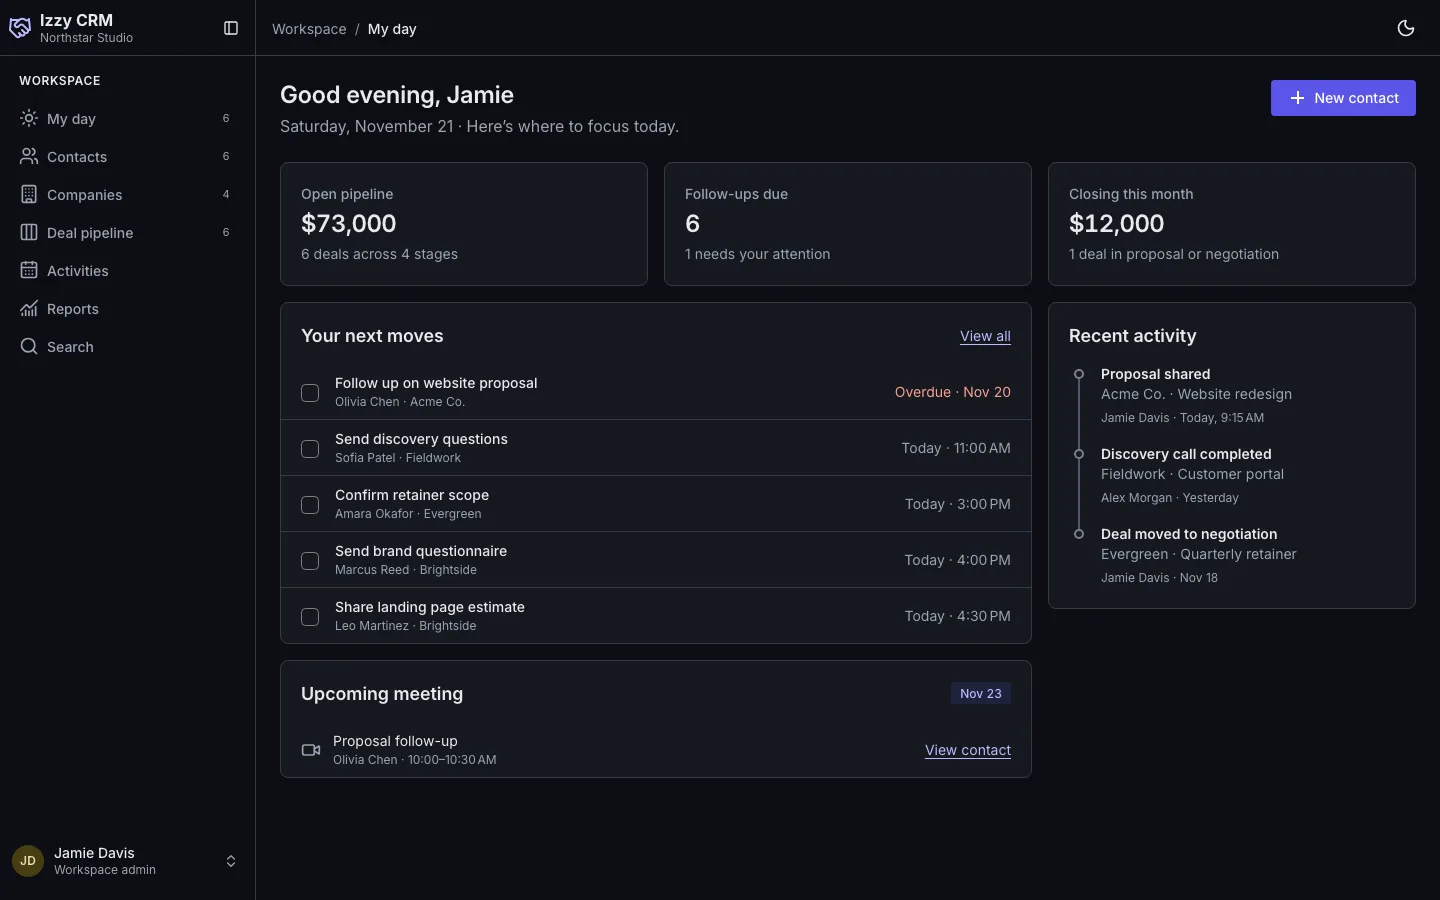 Izzy CRM
Northstar Studio
WORKSPACE
My day 6
Contacts 6
Companies 4
Deal pipeline 6
Activities
Reports
Search
JD
Jamie Davis
Workspace admin
Workspace / My day
Good evening, Jamie
Saturday, November 21 · Here’s where to focus today.
New contact
Open pipeline
$73,000
6 deals across 4 stages
Follow-ups due
6
1 needs your attention
Closing this month
$12,000
1 deal in proposal or negotiation
Your next moves
View all
Follow up on website proposal
Olivia Chen · Acme Co.
Overdue · Nov 20
Send discovery questions
Sofia Patel · Fieldwork
Today · 11:00 AM
Confirm retainer scope
Amara Okafor · Evergreen
Today · 3:00 PM
Send brand questionnaire
Marcus Reed · Brightside
Today · 4:00 PM
Share landing page estimate
Leo Martinez · Brightside
Today · 4:30 PM
Upcoming meeting
Nov 23
Proposal follow-up
Olivia Chen · 10:00–10:30 AM
View contact
Recent activity
Proposal shared
Acme Co. · Website redesign
Jamie Davis · Today, 9:15 AM
Discovery call completed
Fieldwork · Customer portal
Alex Morgan · Yesterday
Deal moved to negotiation
Evergreen · Quarterly retainer
Jamie Davis · Nov 18